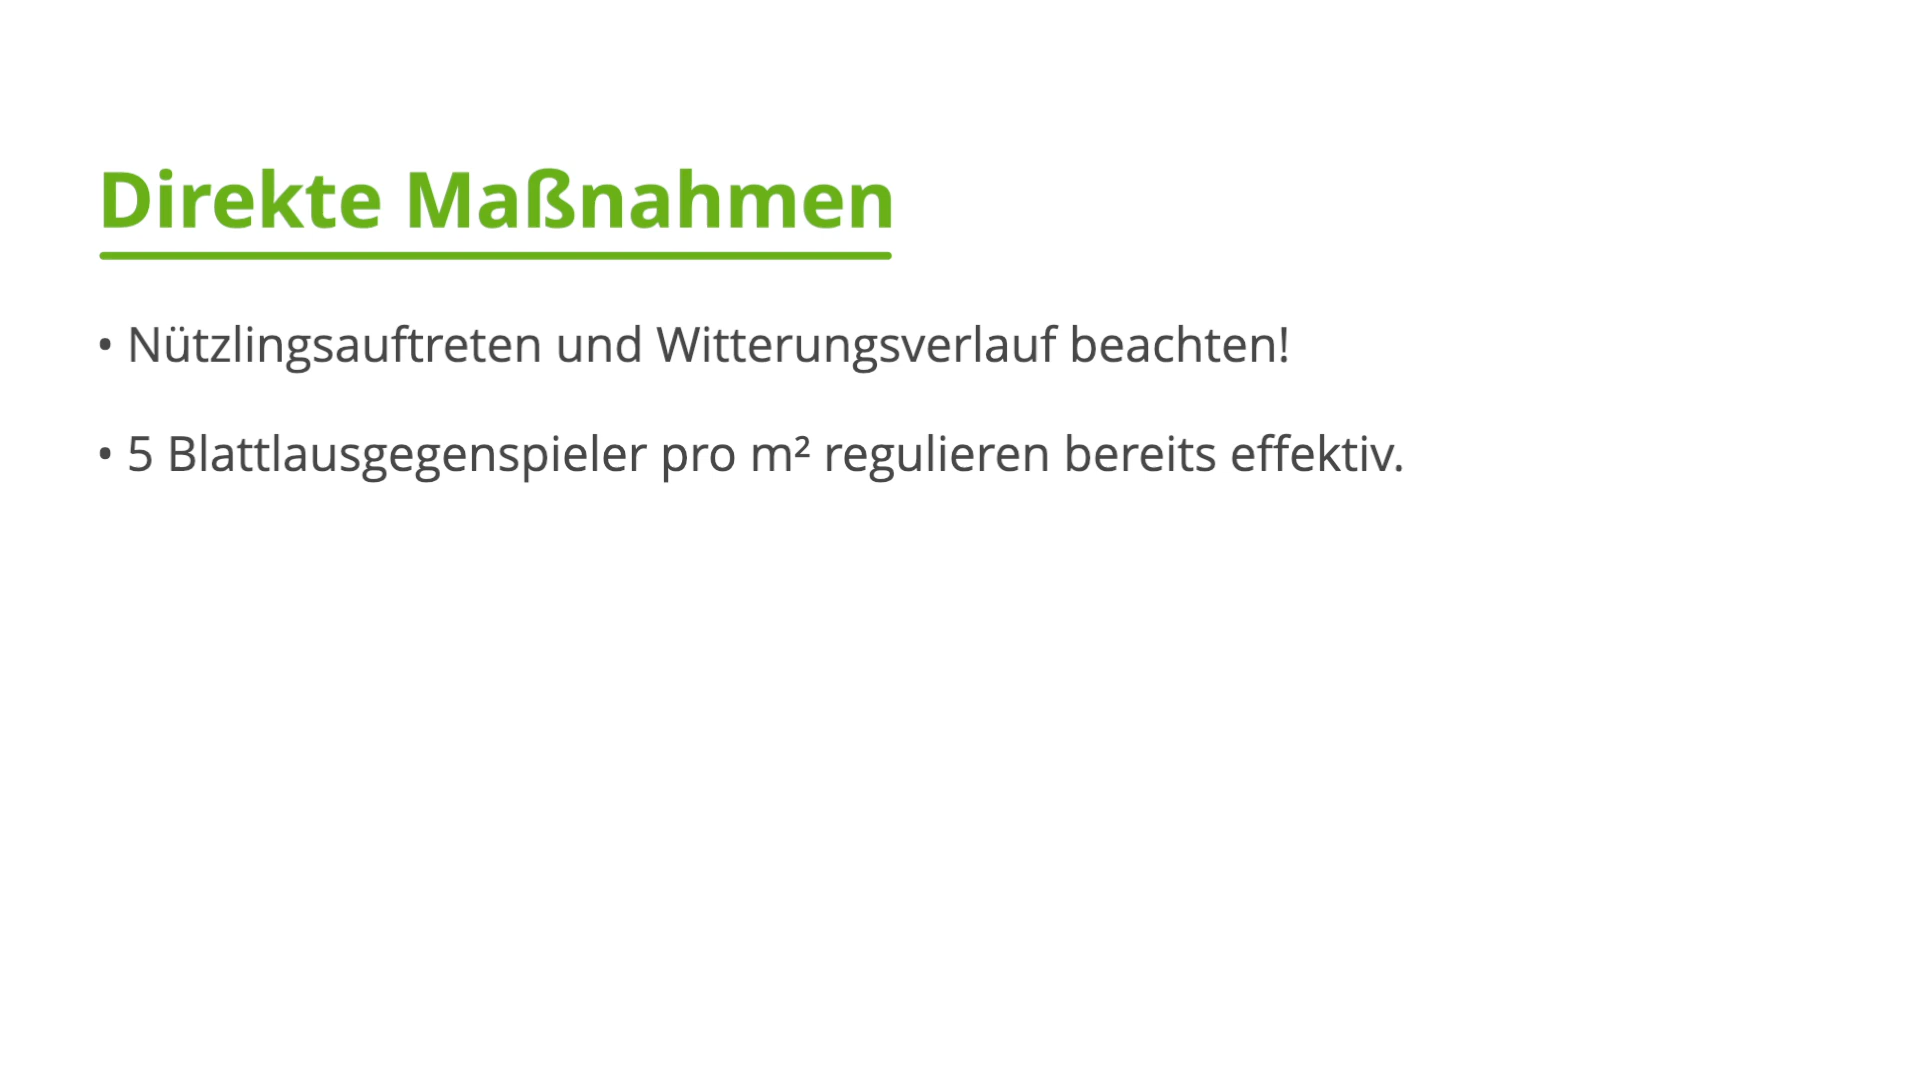 Direkte Maßnahmen
• Nützlingsauftreten und Witterungsverlauf beachten!
• 5 Blattlausgegenspieler pro m² regulieren bereits effektiv.